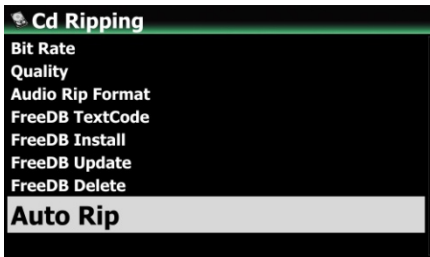 Cd Ripping
Bit Rate
Quality
Audio Rip Format
FreeDB TextCode
FreeDB Install
FreeDB Update
FreeDB Delete
Auto Rip